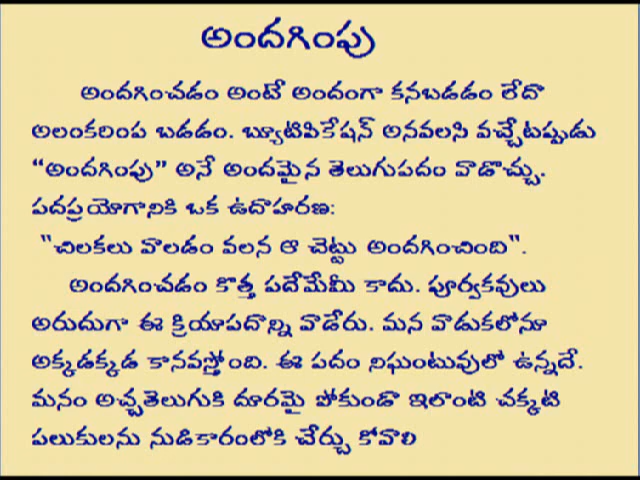 అందగింపు
అందగించడం అంటే అందంగా కనబడడం లేదా
అలంకరింప బడడం. బ్యూటిపికేషన్ అనవలసి వచ్చేటప్పుడు
“అందగింపు” అనే అందమైన తెలుగుపదం వాడొచ్చు.
పదప్రయోగానికి ఒక ఉదాహరణ:
"చిలకలు వాలడం వలన ఆ చెట్టు అందగించింది".
అందగించడం కొత్త పదేమేమీ కాదు. పూర్వకవులు
అరుదుగా ఈ క్రియాపదాన్ని వాడేరు. మన వాడుకలోనూ
అక్కడక్కడ కానవస్తోంది. ఈ పదం నిఘంటువులో ఉన్నదే.
మనం అచ్చతెలుగుకి దూరమై పోకుండా ఇలాంటి చక్కటి
పలుకులను నుడికారంలోకి చేర్చు కోవాలి